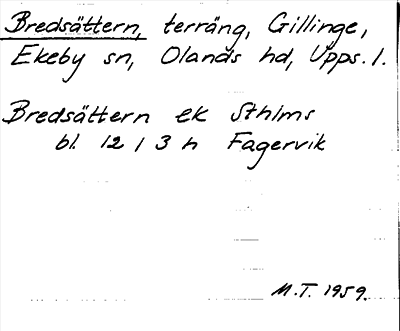 Bredsättern, terräng, Gillinge,
Ekeby sn, Olands hd, Upps. l.
Bredsättern ek Sthlms
bl. 12 I 3 h Fagervik
M.T. 1959.